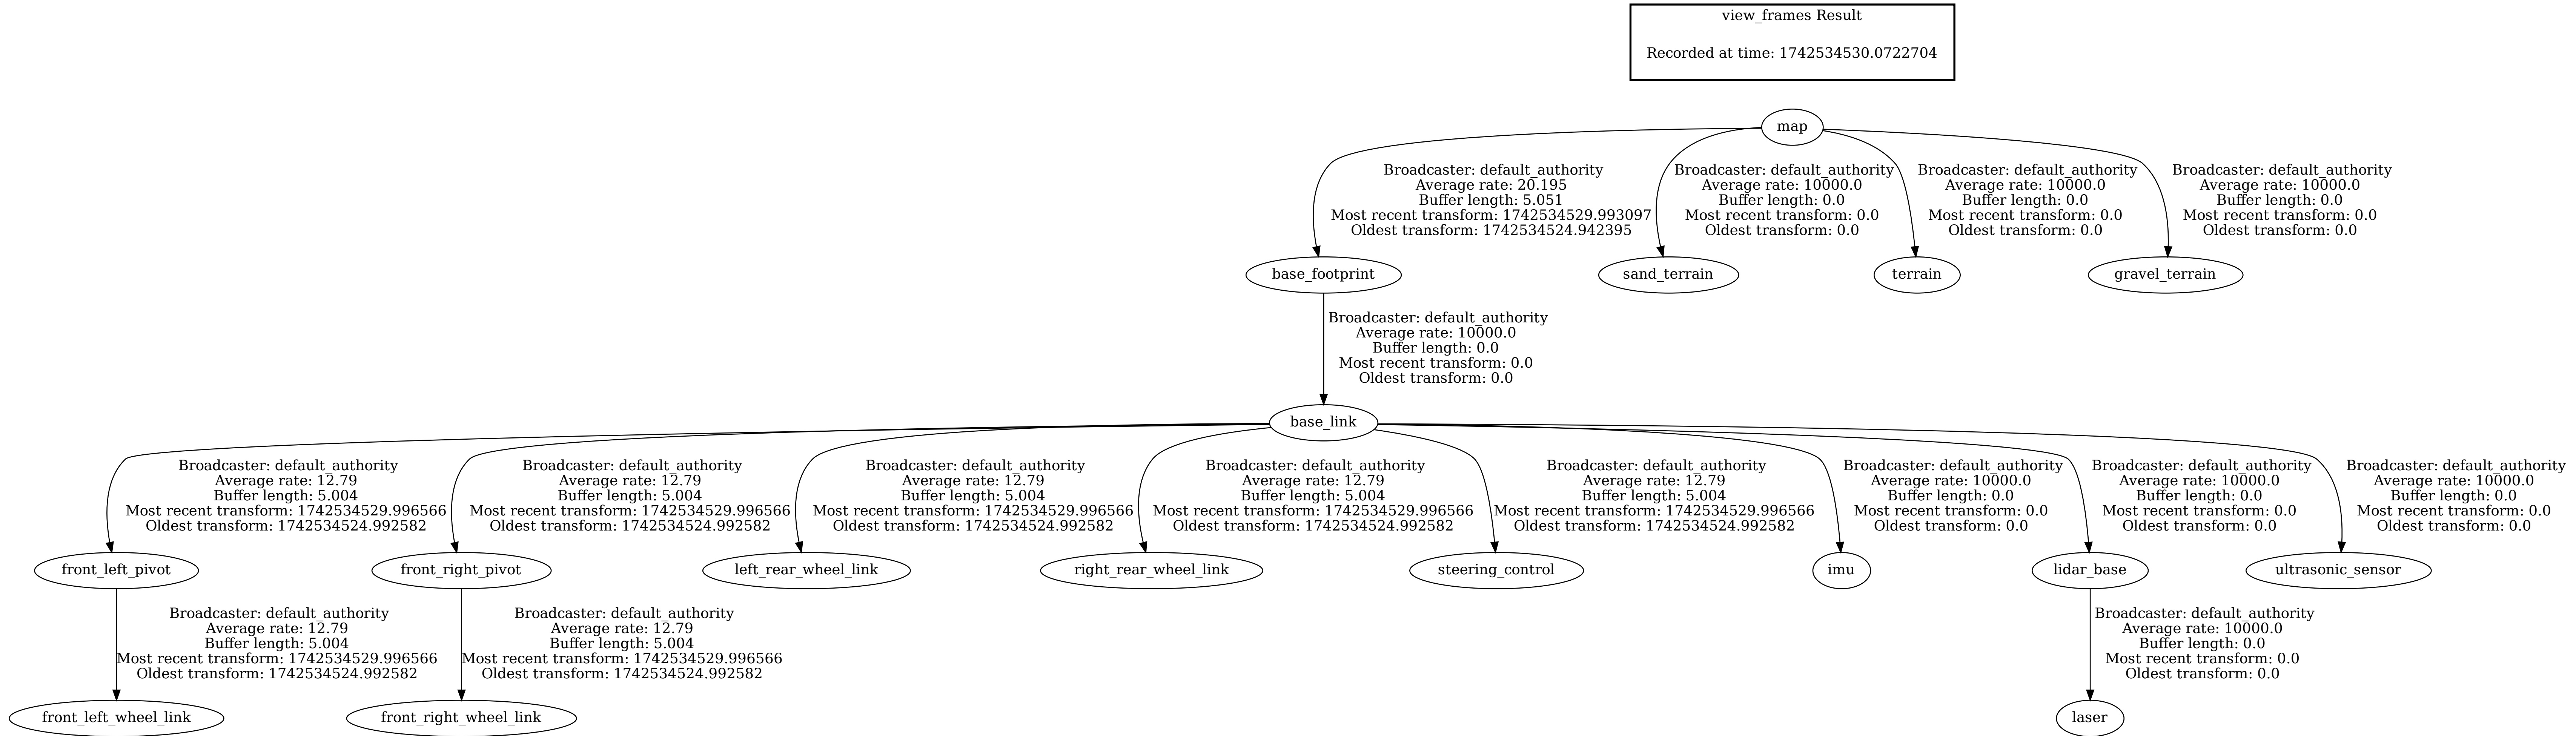 view_frames Result
Recorded at time: 1742534530.0722704
map
Broadcaster: default_authority
Average rate: 20.195
Buffer length: 5.051
Most recent transform: 1742534529.993097
Oldest transform: 1742534524.942395
Broadcaster: default_authority
Average rate: 10000.0
Buffer length: 0.0
Most recent transform: 0.0
Oldest transform: 0.0
Broadcaster: default_authority
Average rate: 10000.0
Buffer length: 0.0
Most recent transform: 0.0
Oldest transform: 0.0
Broadcaster: default_authority
Average rate: 10000.0
Buffer length: 0.0
Most recent transform: 0.0
Oldest transform: 0.0
base_footprint
sand_terrain
terrain
gravel_terrain
Broadcaster: default_authority
Average rate: 10000.0
Buffer length: 0.0
Most recent transform: 0.0
Oldest transform: 0.0
base_link
Broadcaster: default_authority
Average rate: 12.79
Buffer length: 5.004
Most recent transform: 1742534529.996566
Oldest transform: 1742534524.992582
Broadcaster: default_authority
Average rate: 12.79
Buffer length: 5.004
Most recent transform: 1742534529.996566
Oldest transform: 1742534524.992582
Broadcaster: default_authority
Average rate: 12.79
Buffer length: 5.004
Most recent transform: 1742534529.996566
Oldest transform: 1742534524.992582
Broadcaster: default_authority
Average rate: 12.79
Buffer length: 5.004
Most recent transform: 1742534529.996566
Oldest transform: 1742534524.992582
Broadcaster: default_authority
Average rate: 12.79
Buffer length: 5.004
Most recent transform: 1742534529.996566
Oldest transform: 1742534524.992582
Broadcaster: default_authority
Average rate: 10000.0
Buffer length: 0.0
Most recent transform: 0.0
Oldest transform: 0.0
Broadcaster: default_authority
Average rate: 10000.0
Buffer length: 0.0
Most recent transform: 0.0
Oldest transform: 0.0
Broadcaster: default_authority
Average rate: 10000.0
Buffer length: 0.0
Most recent transform: 0.0
Oldest transform: 0.0
front_left_pivot
front_right_pivot
left_rear_wheel_link
right_rear_wheel_link
steering_control
imu
lidar_base
ultrasonic_sensor
Broadcaster: default_authority
Average rate: 12.79
Buffer length: 5.004
Most recent transform: 1742534529.996566
Oldest transform: 1742534524.992582
Broadcaster: default_authority
Average rate: 12.79
Buffer length: 5.004
Most recent transform: 1742534529.996566
Oldest transform: 1742534524.992582
Broadcaster: default_authority
Average rate: 10000.0
Buffer length: 0.0
Most recent transform: 0.0
Oldest transform: 0.0
front_left_wheel_link
front_right_wheel_link
laser